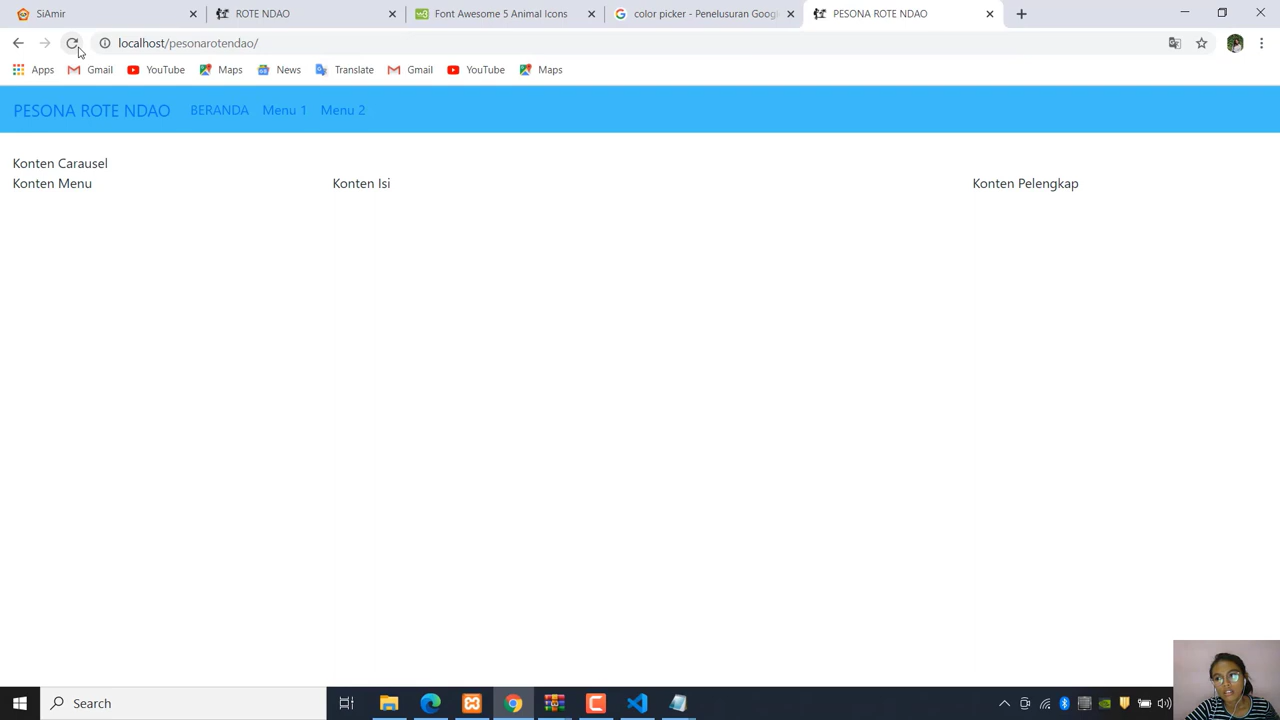 SiAmir
ROTE NDAO
Font Awesome 5 Animal Icons
color picker - Penelusuran Goog
PESONA ROTE NDAO
localhost/pesonarotendao/
Apps
Gmail
YouTube
Maps
News
Translate
Gmail
YouTube
Maps
PESONA ROTE NDAO
BERANDA
Menu 1
Menu 2
Konten Carausel
Konten Menu
Konten Isi
Konten Pelengkap
Search